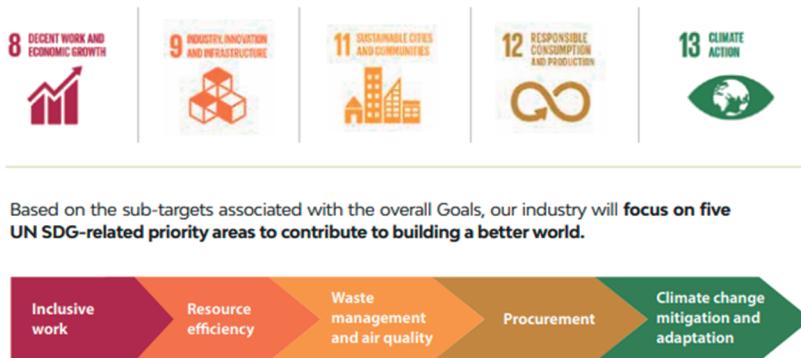 8 DECENT WORK AND
ECONOMIC GROWTH
9 INDUSTRY, INNOVATION
AND INFRASTRUCTURE
11 SUSTAINABLE CITIES
AND COMMUNITIES
12 RESPONSIBLE
CONSUMPTION
AND PRODUCTION
13 CLIMATE
ACTION
Based on the sub-targets associated with the overall Goals, our industry will focus on five
UN SDG-related priority areas to contribute to building a better world.
Inclusive
work
Resource
efficiency
Waste
management
and air quality
Procurement
Climate change
mitigation and
adaptation